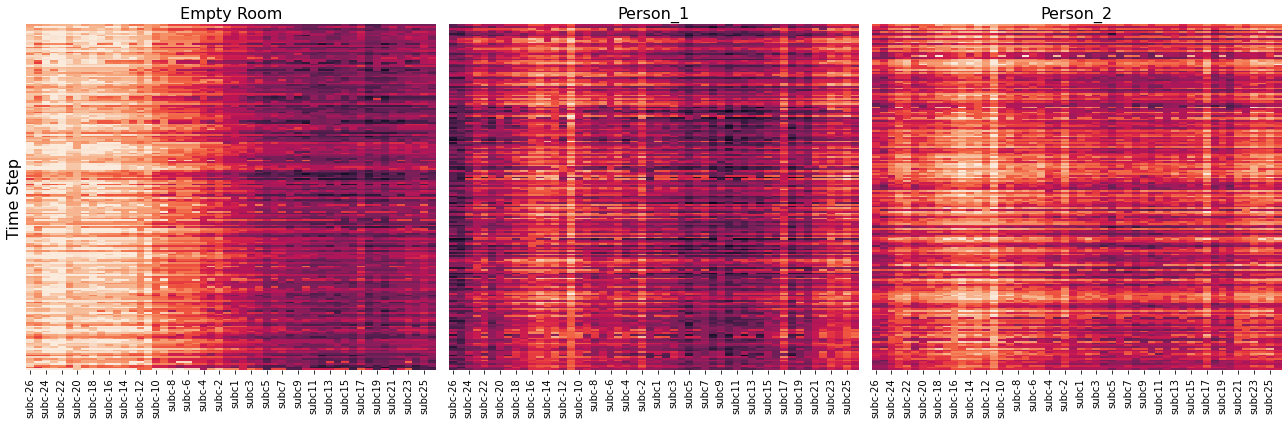 Empty Room
Person_1
Person_2
Time Step
subc-26 subc-24 subc-22 subc-20 subc-18 subc-16 subc-14 subc-12 subc-10 subc-8 subc-6 subc-4 subc-2 subc1 subc3 subc5 subc7 subc9 subc11 subc13 subc15 subc17 subc19 subc21 subc23 subc25
subc-26 subc-24 subc-22 subc-20 subc-18 subc-16 subc-14 subc-12 subc-10 subc-8 subc-6 subc-4 subc-2 subc1 subc3 subc5 subc7 subc9 subc11 subc13 subc15 subc17 subc19 subc21 subc23 subc25
subc-26 subc-24 subc-22 subc-20 subc-18 subc-16 subc-14 subc-12 subc-10 subc-8 subc-6 subc-4 subc-2 subc1 subc3 subc5 subc7 subc9 subc11 subc13 subc15 subc17 subc19 subc21 subc23 subc25